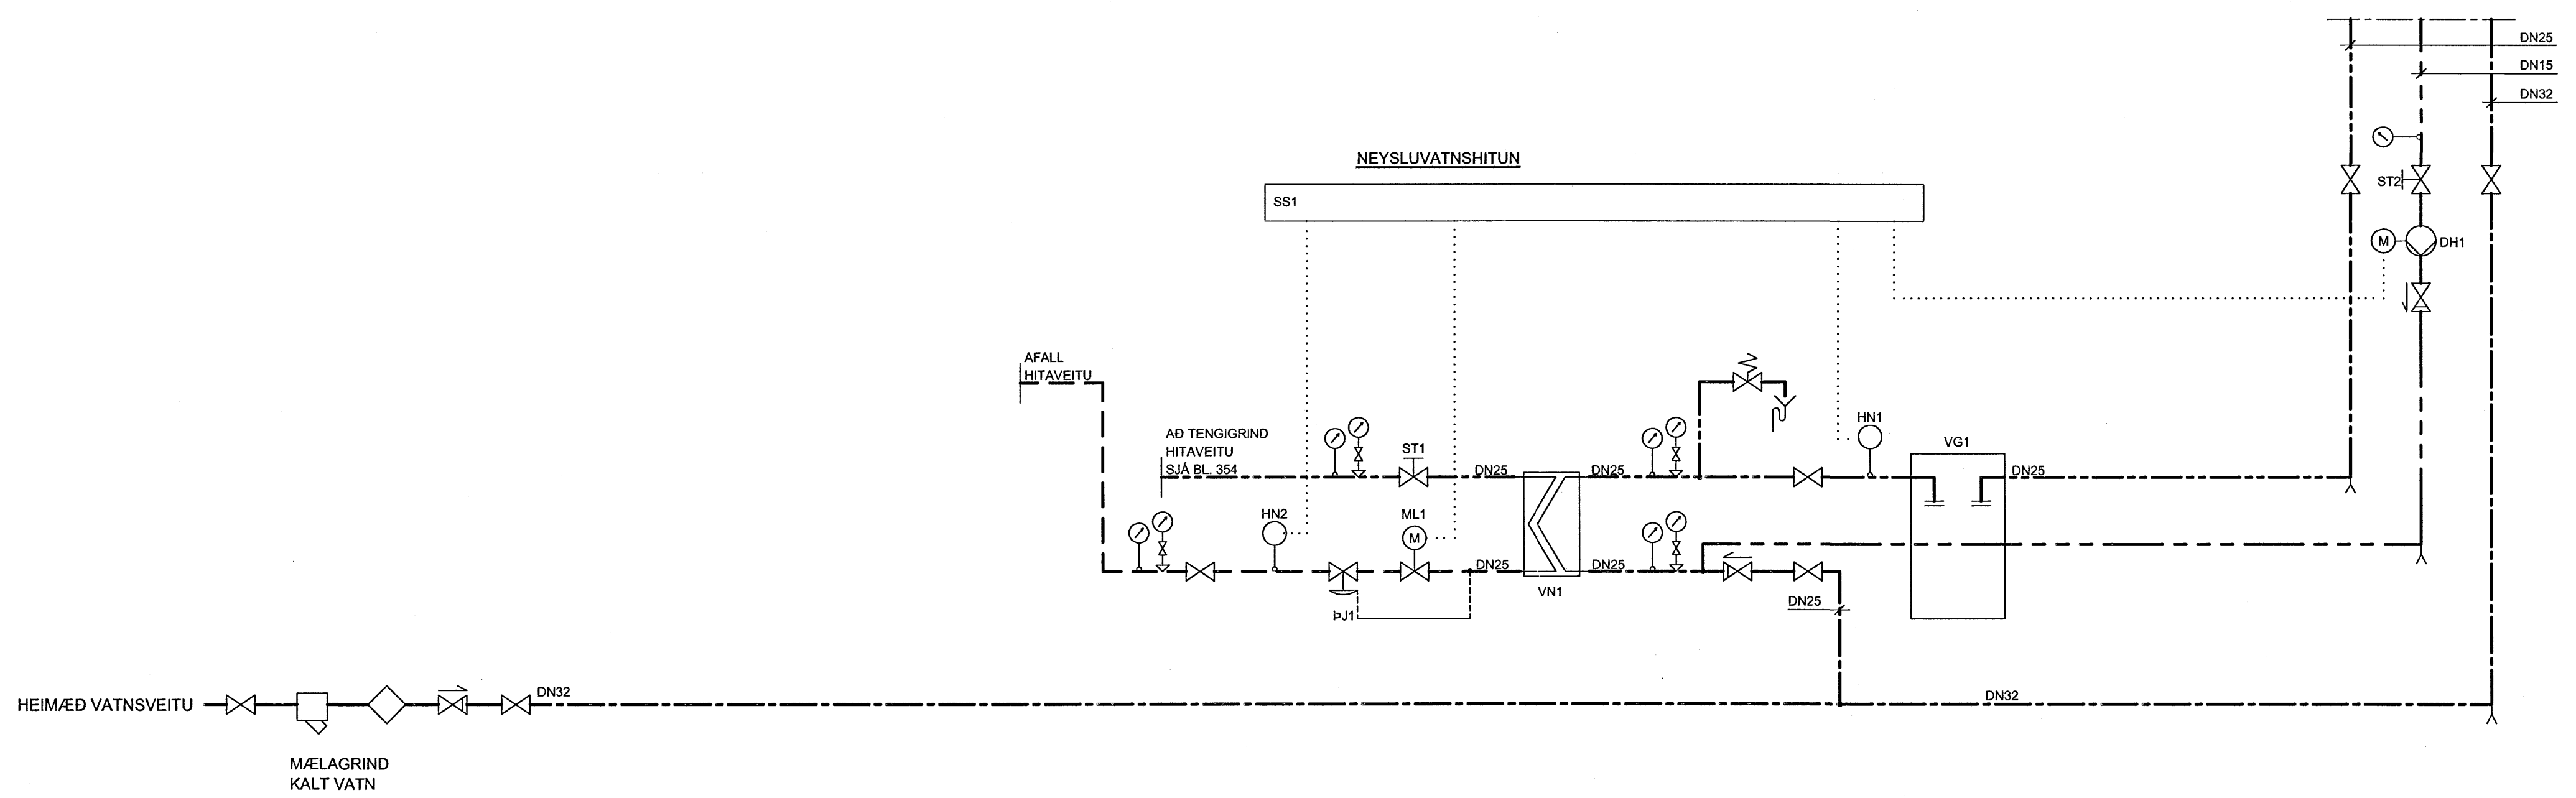 DN25
DN15
DN32
NEYSLUVATNSHITUN
ST2
SS1
M
DH1
AFALL
HITAVEITU
HN1
AÐ TENGIGRIND
HITAVEITU
SJÁ BL. 354
ST1
VG1
DN25
DN25
DN25
HN2
ML1
M
DN25
DN25
VN1
DN25
ÞJ1
DN32
DN32
HEIMÆÐ VATNSVEITU
MÆLAGRIND
KALT VATN